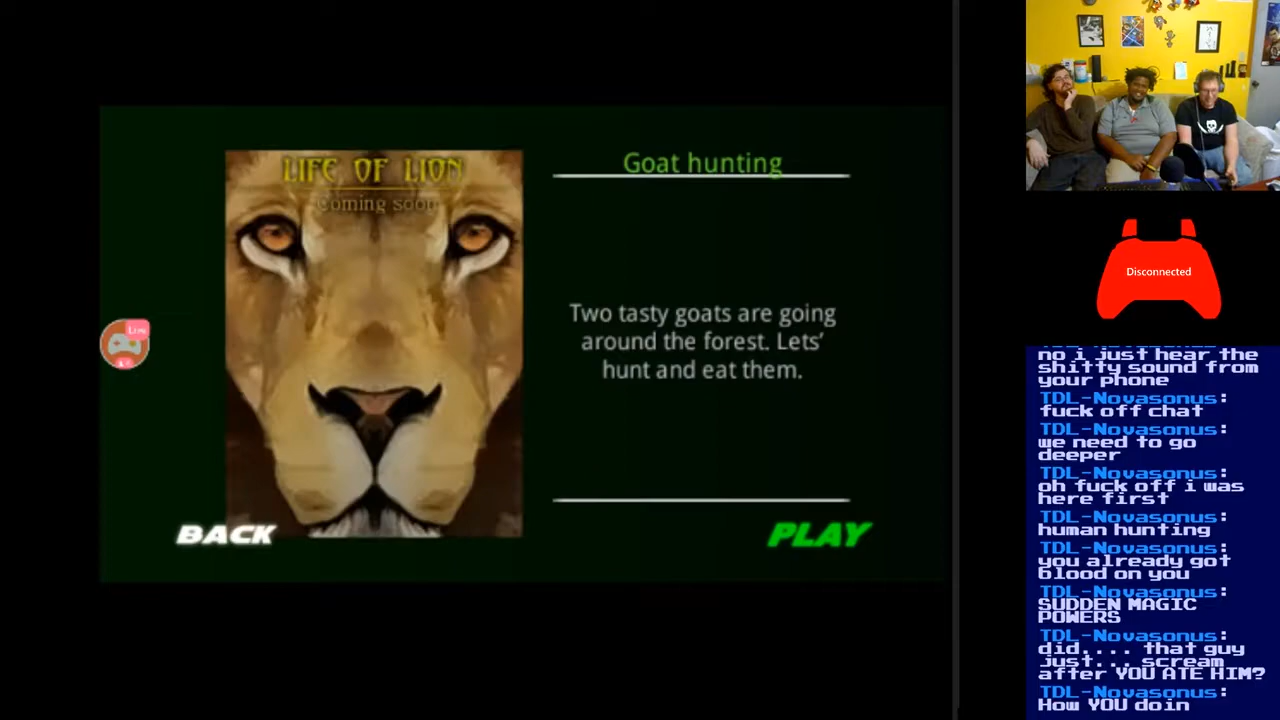 LIFE OF LION
Coming soon
Goat hunting
Two tasty goats are going
around the forest. Lets’
hunt and eat them.
BACK
PLAY
Live
Disconnected
no i just hear the
shitty sound from
your phone
TDL-Novasonus:
fuck off chat
TDL-Novasonus:
we need to go
deeper
TDL-Novasonus:
oh fuck off i was
here first
TDL-Novasonus:
human hunting
TDL-Novasonus:
you already got
blood on you
TDL-Novasonus:
SUDDEN MAGIC
POWERS
TDL-Novasonus:
did.... that guy
just... scream
after YOU ATE HIM?
TDL-Novasonus:
How YOU doin